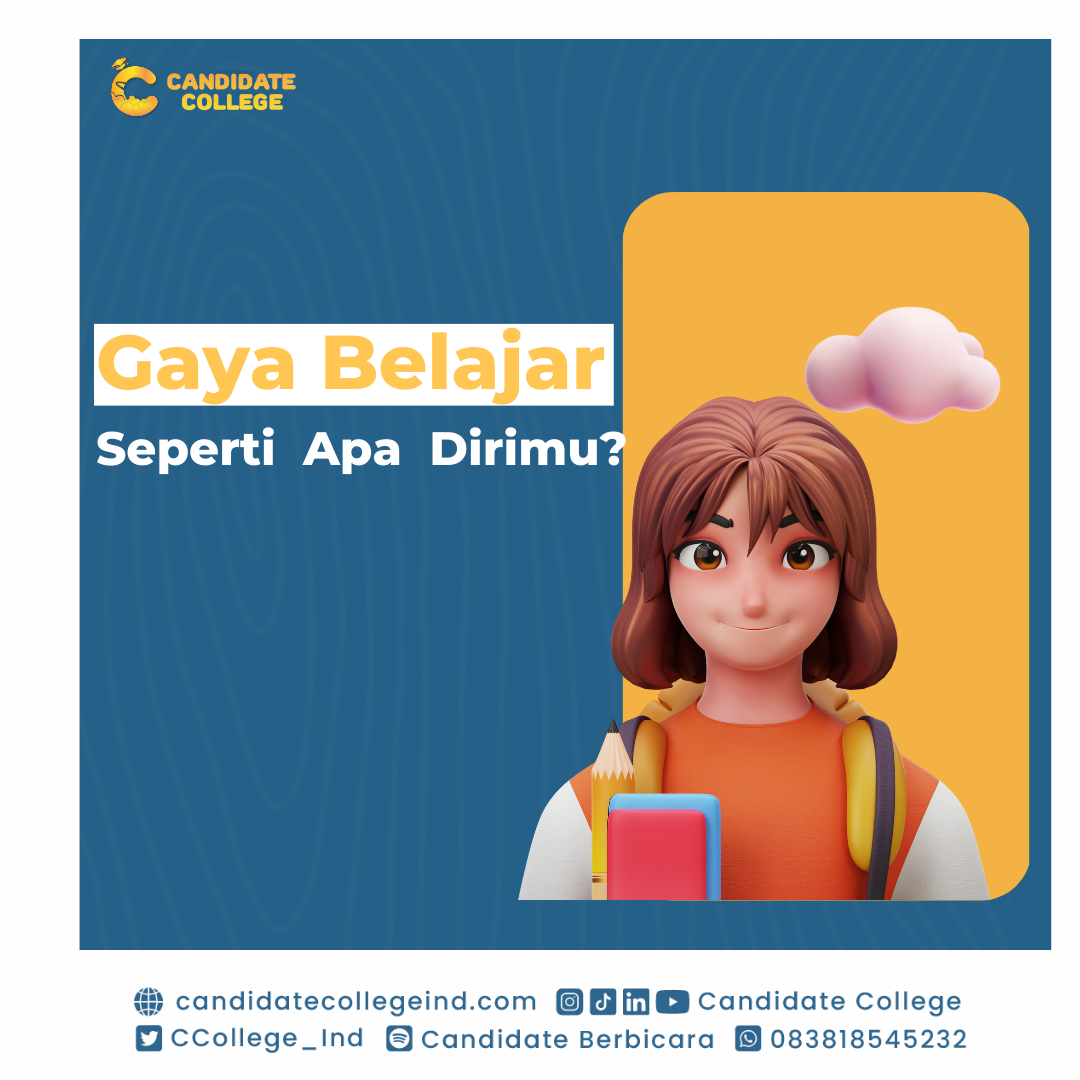 CANDIDATE
COLLEGE
Gaya Belajar
Seperti Apa Dirimu?
candidatecollegeind.com Candidate College
CCollege_Ind Candidate Berbicara 083818545232